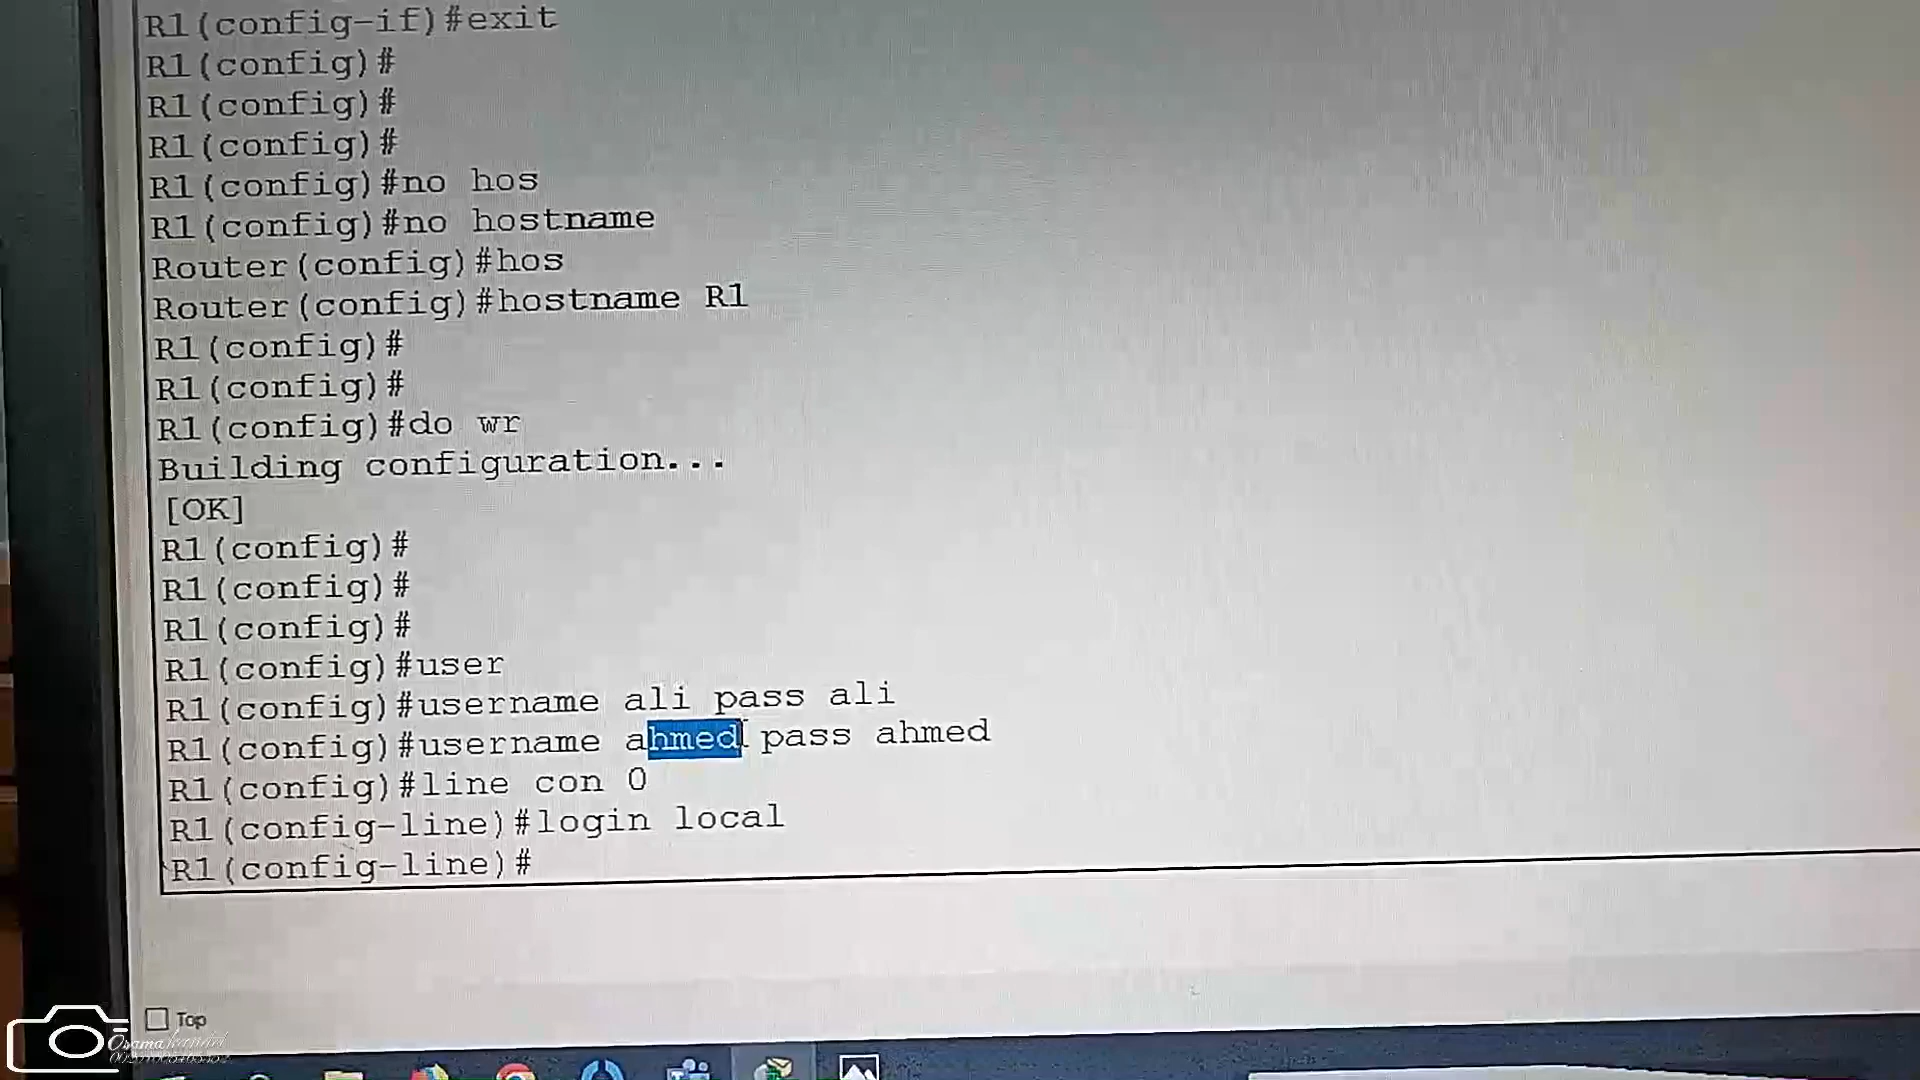 R1(config-if)#exit
R1(config)#
R1(config)#
R1(config)#
R1(config)#no hos
R1(config)#no hostname
Router(config)#hos
Router(config)#hostname R1
R1(config)#
R1(config)#
R1(config)#do wr
Building configuration...
[OK]
R1(config)#
R1(config)#
R1(config)#
R1(config)#user
R1(config)#username ali pass ali
R1(config)#username ahmed pass ahmed
R1(config)#line con 0
R1(config-line)#login local
R1(config-line)#
Top
Osama